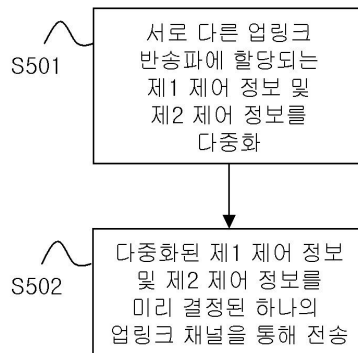 서로 다른 업링크
반송파에 할당되는
제1 제어 정보 및
제2 제어 정보를
다중화
S501
다중화된 제1 제어 정보
및 제2 제어 정보를
미리 결정된 하나의
업링크 채널을 통해 전송
S502